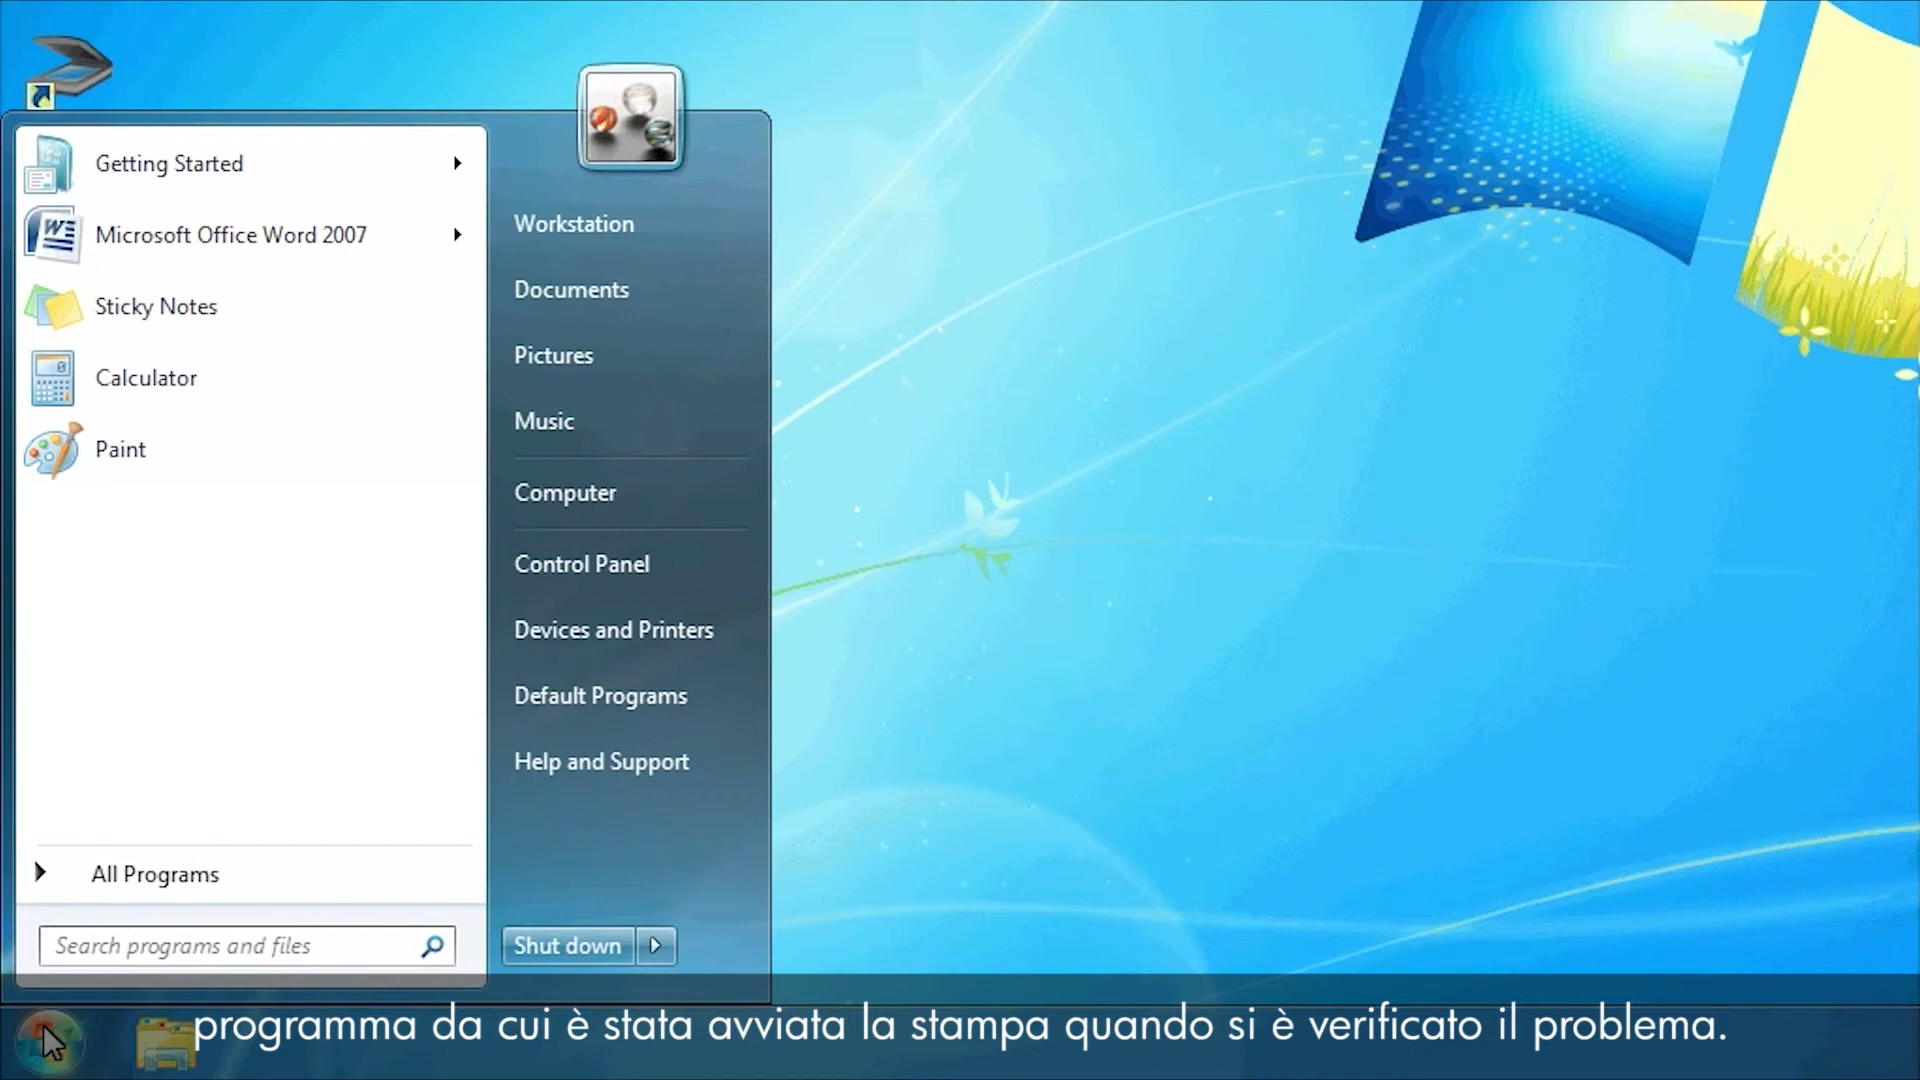 Getting Started
Microsoft Office Word 2007
Sticky Notes
Calculator
Paint
All Programs
Search programs and files
Workstation
Documents
Pictures
Music
Computer
Control Panel
Devices and Printers
Default Programs
Help and Support
Shut down
programma da cui è stata avviata la stampa quando si è verificato il problema.